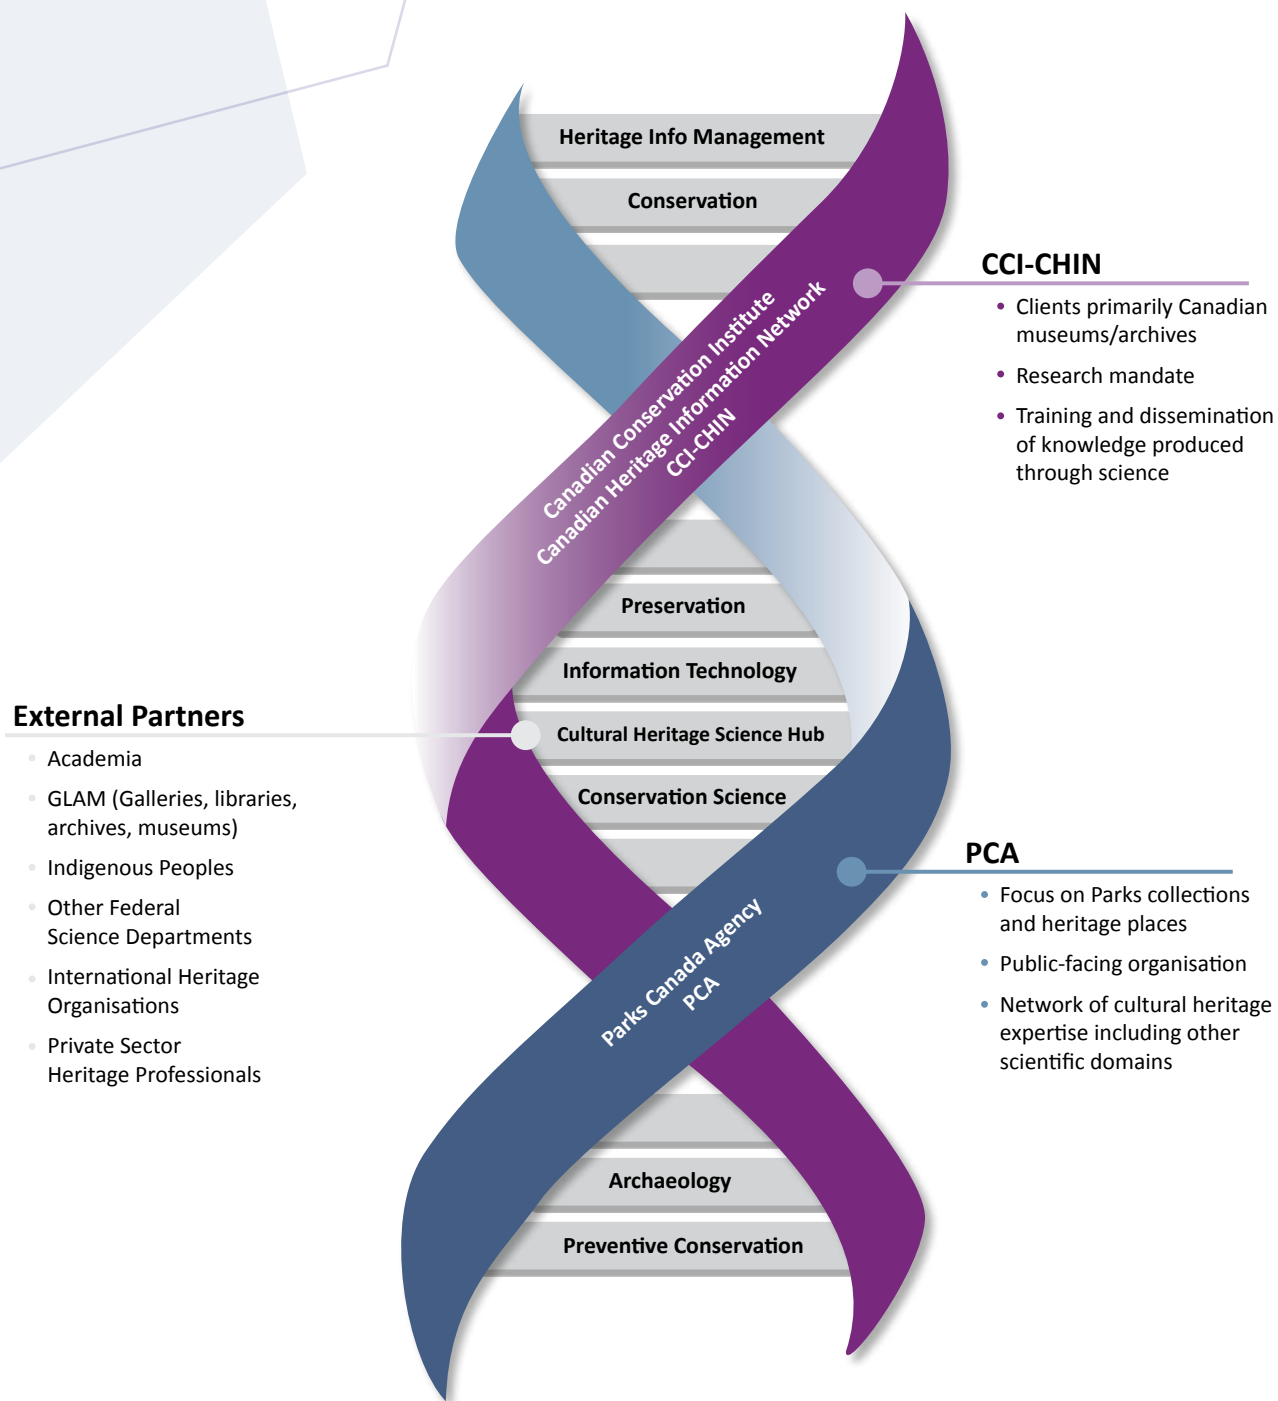 Heritage Info Management
Conservation
Canadian Conservation Institute
Canadian Heritage Information Network
CCI-CHIN
CCI-CHIN
• Clients primarily Canadian
museums/archives
• Research mandate
• Training and dissemination
of knowledge produced
through science
Preservation
Information Technology
Cultural Heritage Science Hub
Conservation Science
External Partners
• Academia
• GLAM (Galleries, libraries,
archives, museums)
• Indigenous Peoples
• Other Federal
Science Departments
• International Heritage
Organisations
• Private Sector
Heritage Professionals
PCA
• Focus on Parks collections
and heritage places
• Public-facing organisation
• Network of cultural heritage
expertise including other
scientific domains
Parks Canada Agency
PCA
Archaeology
Preventive Conservation